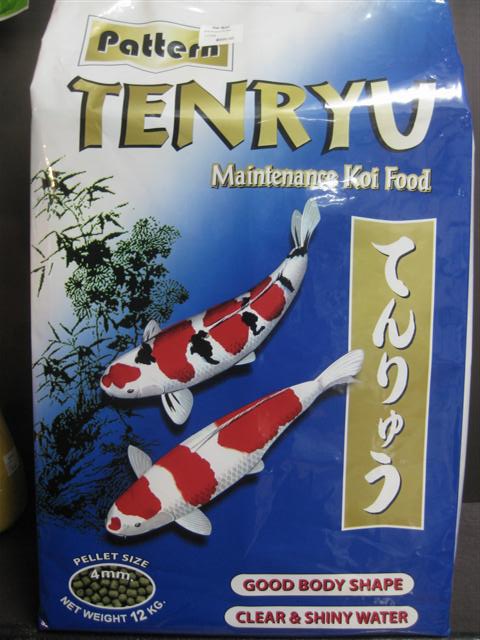 Pattern
TENRYU
Maintenance Koi Food
てんりゅう
PELLET SIZE
4mm.
NET WEIGHT 12 KG.
GOOD BODY SHAPE
CLEAR & SHINY WATER